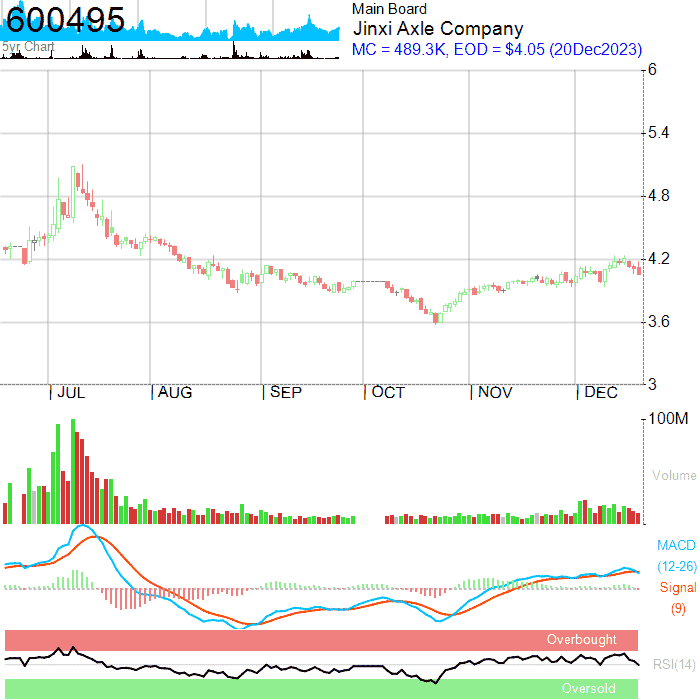 600495
5yr Chart
Main Board
Jinxi Axle Company
MC = 489.3K, EOD = $4.05 (20Dec2023)
6
5.4
4.8
4.2
3.6
3
JUL AUG SEP OCT NOV DEC
100M
Volume
MACD
(12-26)
Signal
(9)
Overbought
RSI(14)
Oversold